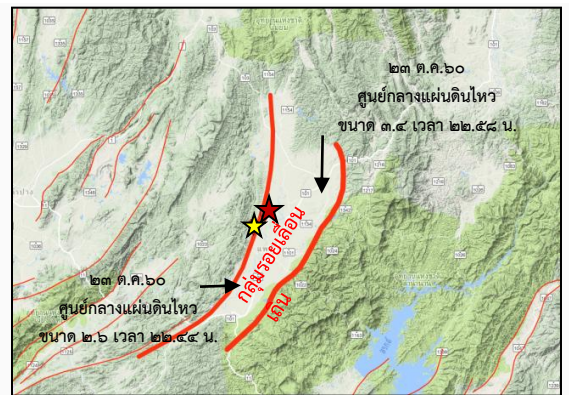 ๒๓ ต.ค.๖๐
ศูนย์กลางแผ่นดินไหว
ขนาด ๓.๔ เวลา ๒๒.๕๘ น.
กลุ่มรอยเลื่อน
เถิน
๒๓ ต.ค.๖๐
ศูนย์กลางแผ่นดินไหว
ขนาด ๒.๖ เวลา ๒๒.๔๔ น.